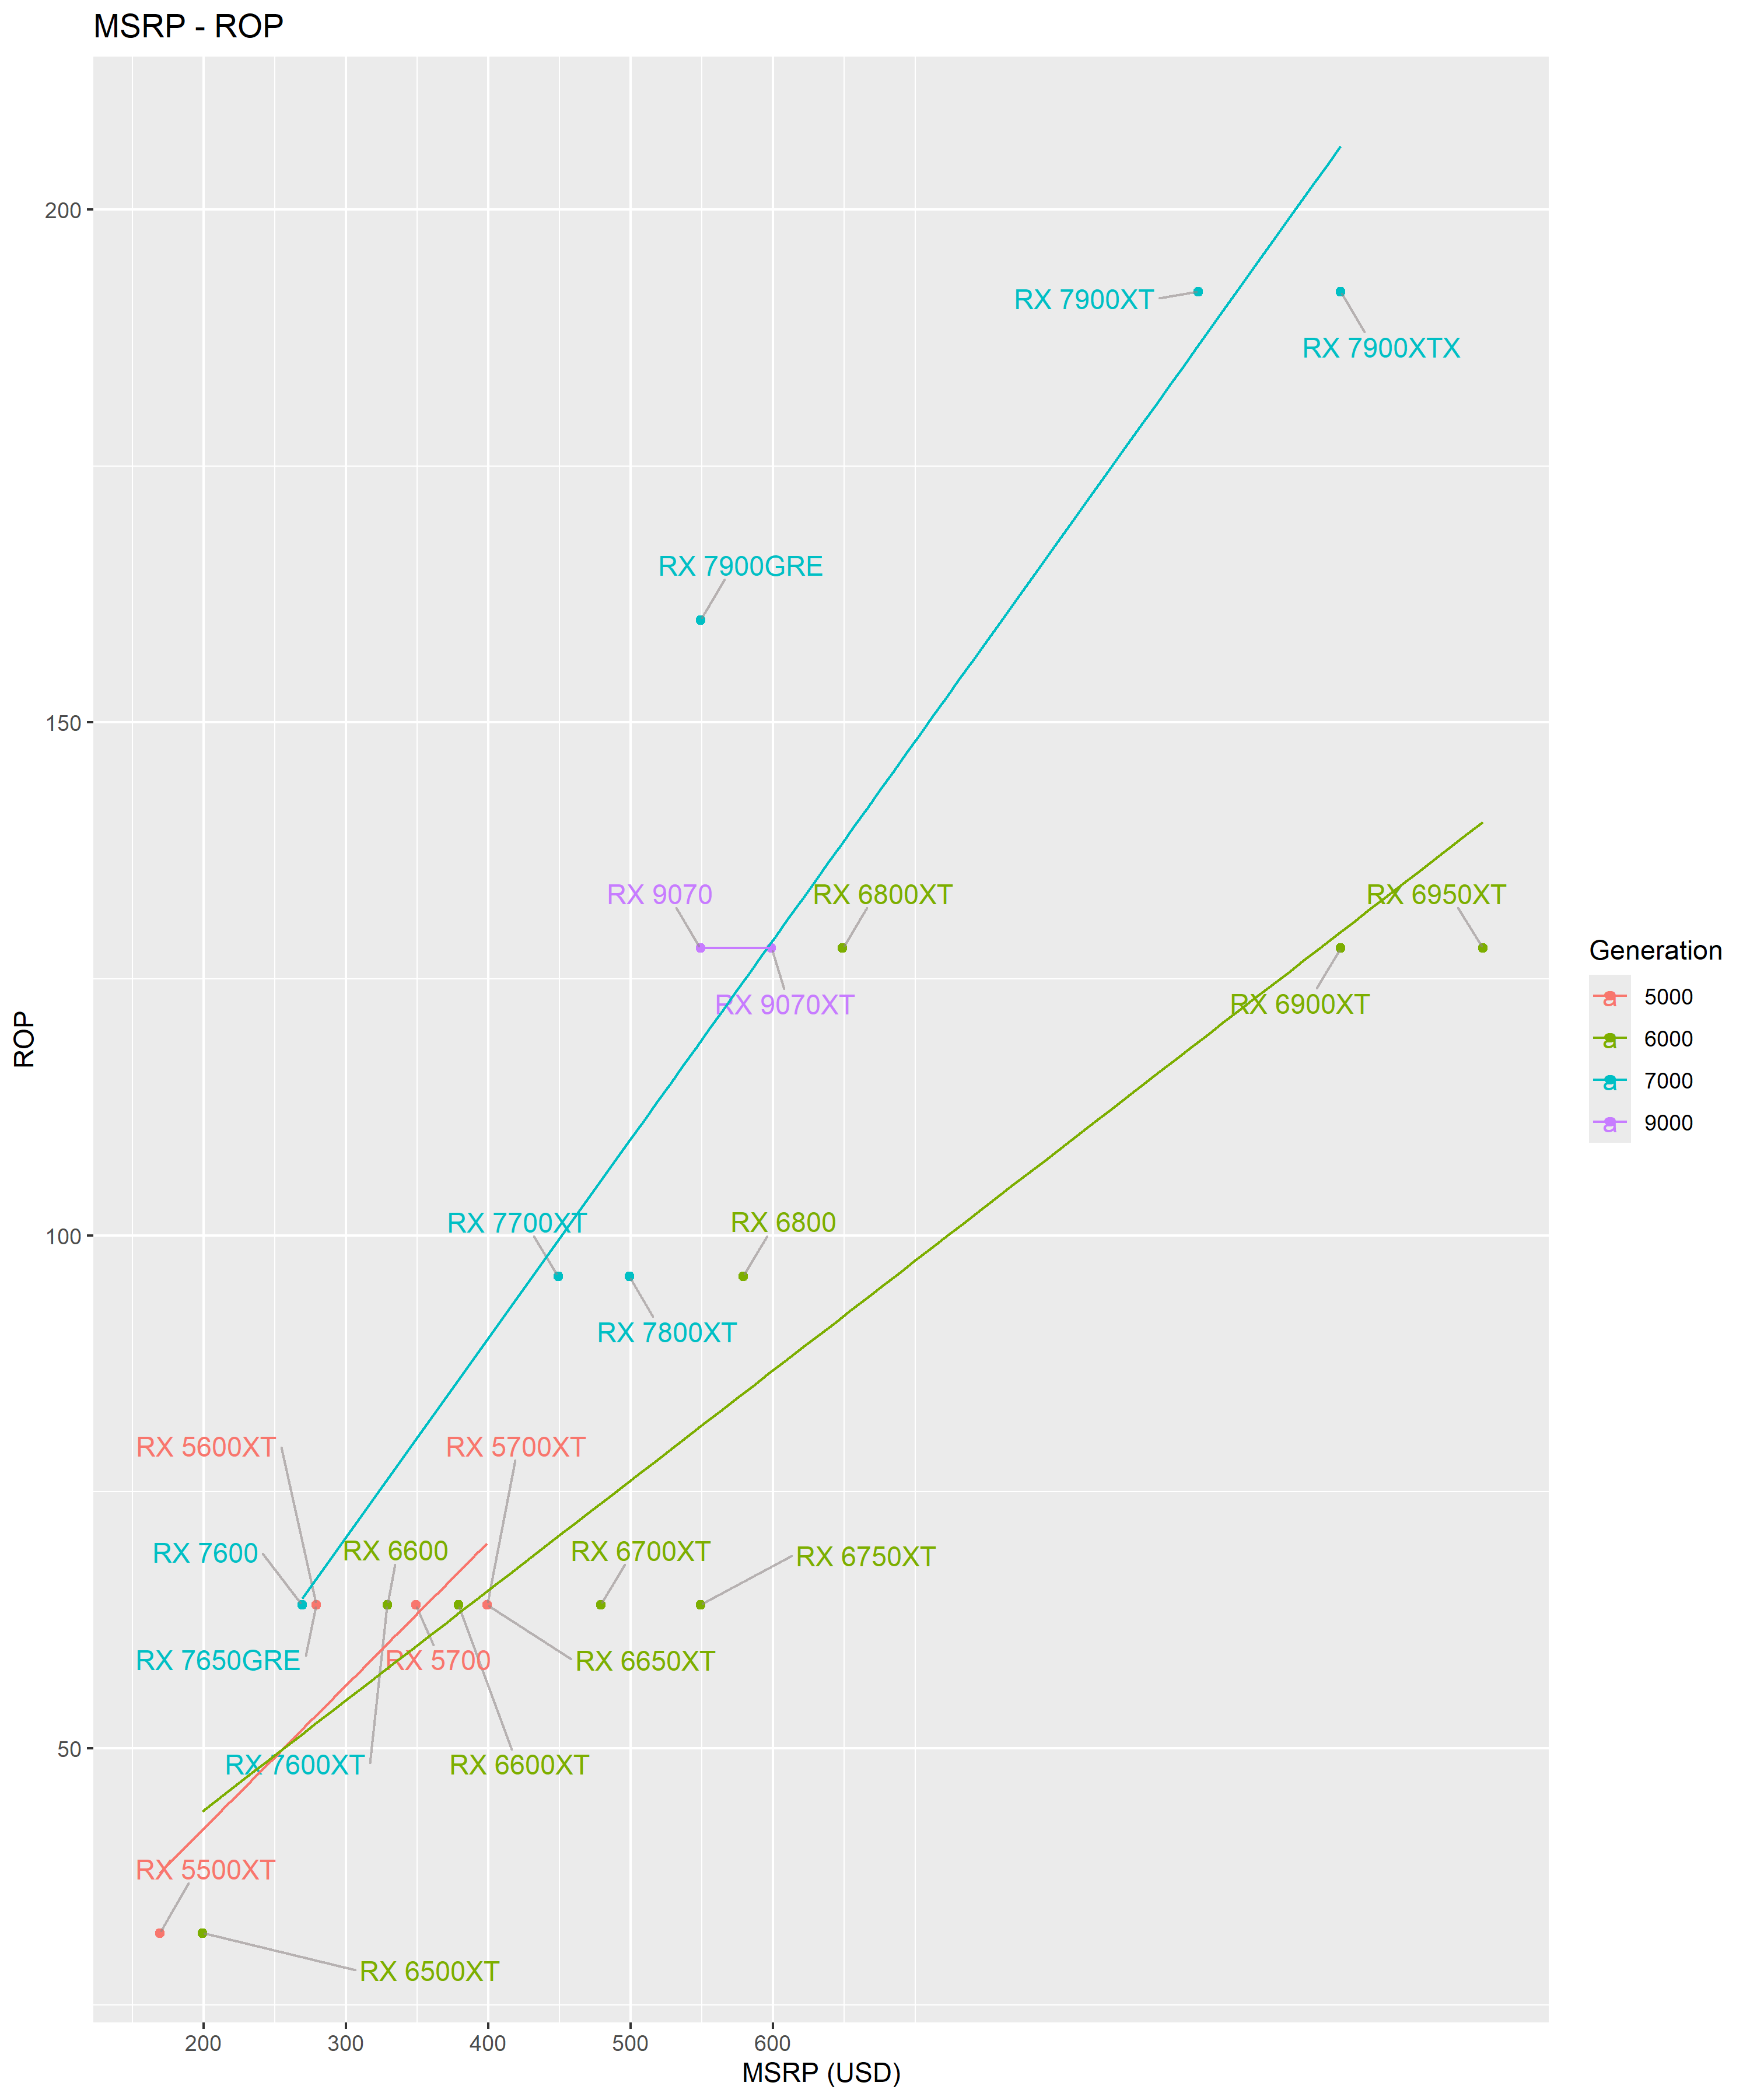 MSRP - ROP
200
RX 7900XT
RX 7900XTX
RX 7900GRE
150
RX 9070
RX 6800XT
RX 6950XT
RX 9070XT
RX 6900XT
ROP
Generation
5000
6000
7000
9000
RX 7700XT
RX 6800
100
RX 7800XT
RX 5600XT
RX 5700XT
RX 7600
RX 6600
RX 6700XT
RX 6750XT
RX 7650GRE
RX 5700
RX 6650XT
50
RX 7600XT
RX 6600XT
RX 5500XT
RX 6500XT
200
300
400
500
600
MSRP (USD)